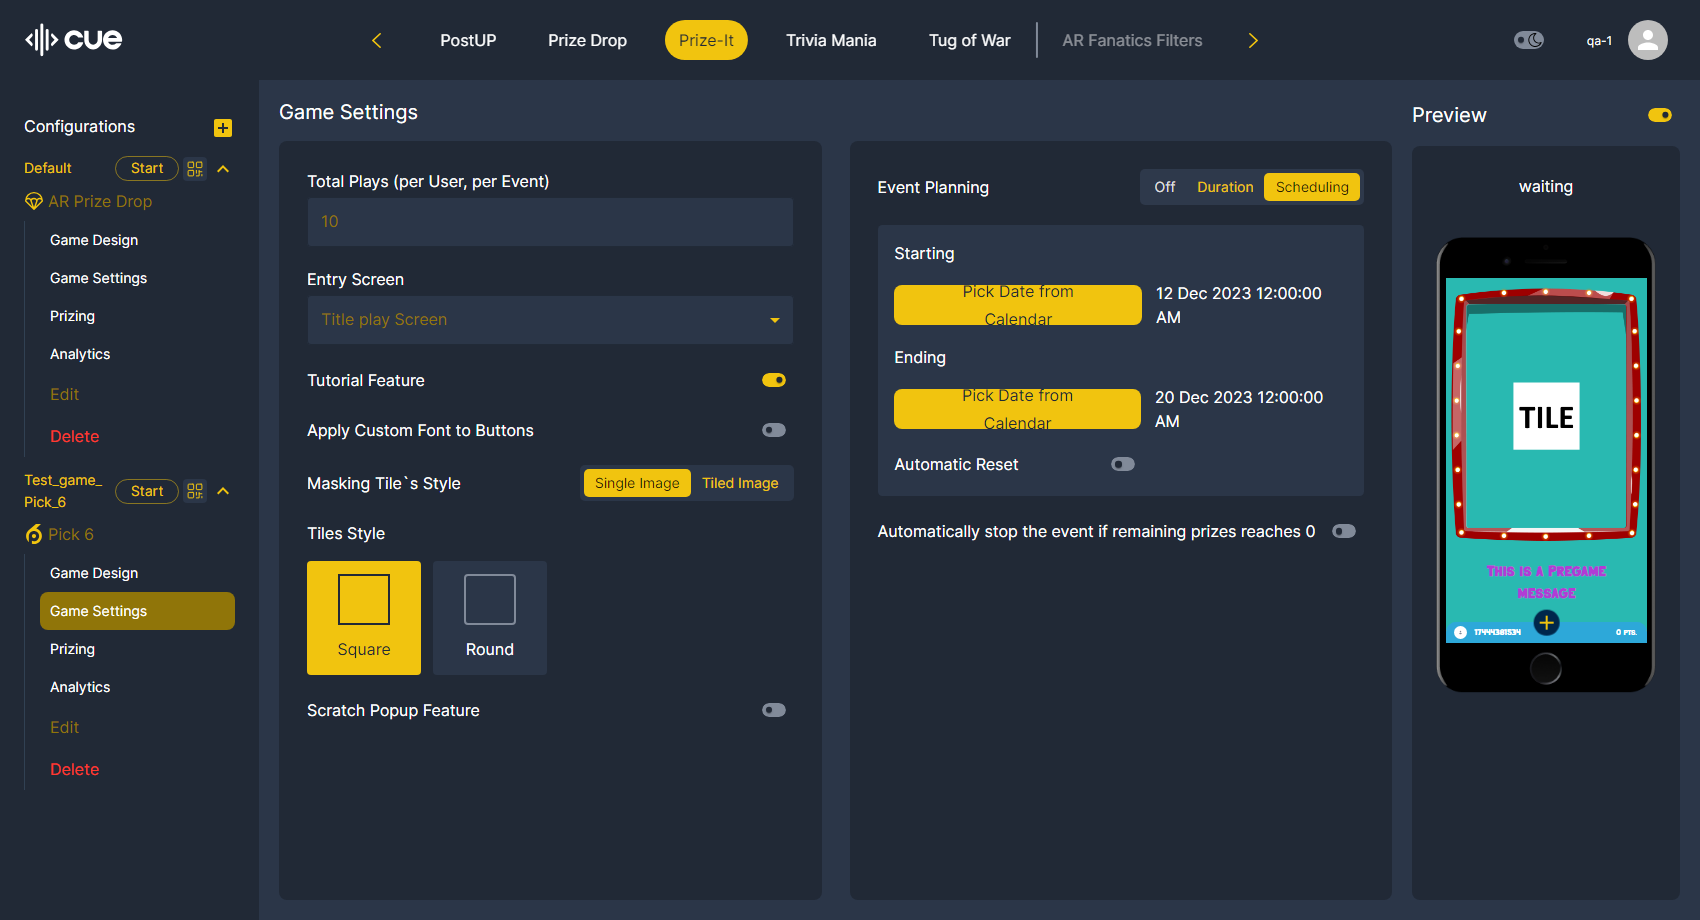 cue
PostUP
Prize Drop
Prize-It
Trivia Mania
Tug of War
AR Fanatics Filters
qa-1
Configurations
Default
Start
AR Prize Drop
Game Design
Game Settings
Prizing
Analytics
Edit
Delete
Test_game_
Pick_6
Start
Pick 6
Game Design
Game Settings
Prizing
Analytics
Edit
Delete
Game Settings
Total Plays (per User, per Event)
10
Entry Screen
Title play Screen
Tutorial Feature
Apply Custom Font to Buttons
Masking Tile`s Style
Single Image
Tiled Image
Tiles Style
Square
Round
Scratch Popup Feature
Event Planning
Off
Duration
Scheduling
Starting
Pick Date from
Calendar
12 Dec 2023 12:00:00
AM
Ending
Pick Date from
Calendar
20 Dec 2023 12:00:00
AM
Automatic Reset
Automatically stop the event if remaining prizes reaches 0
Preview
waiting
TILE
THIS IS A PREGAME
MESSAGE
17444381534
0 PTS.